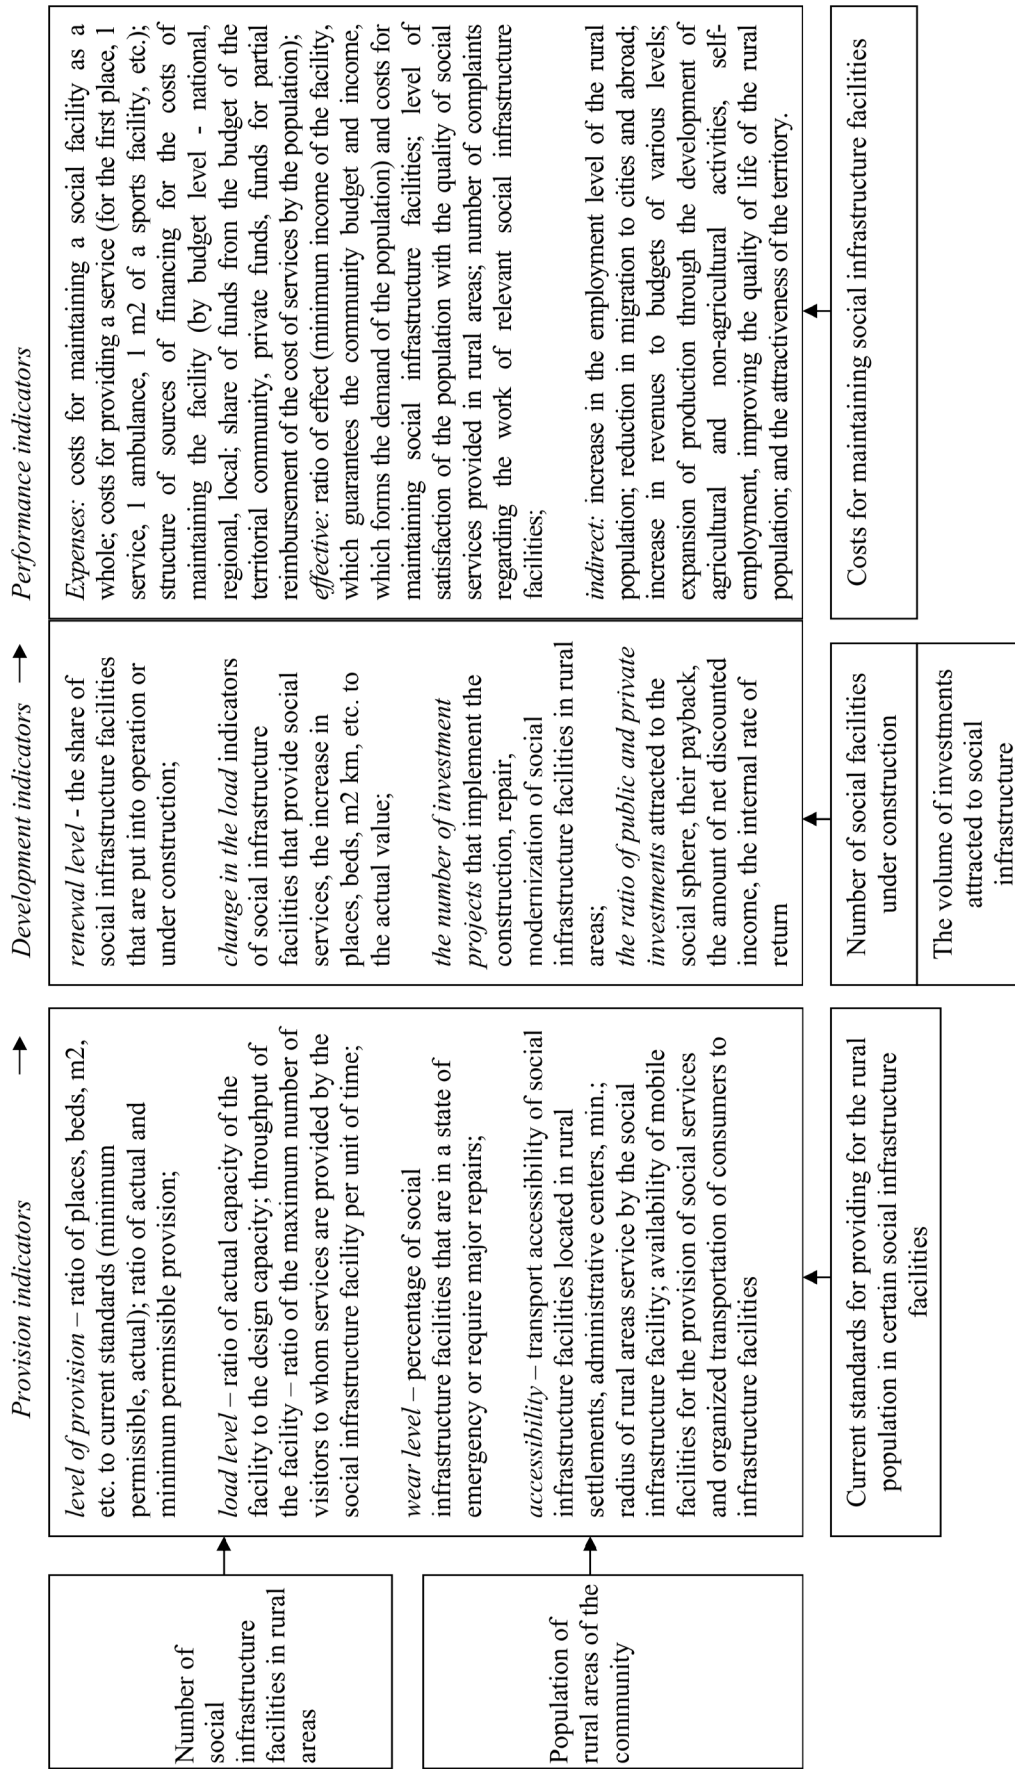 Provision indicators → Development indicators → Performance indicators
Number of
social
infrastructure
facilities in rural
areas
Population of
rural areas of the
community
level of provision – ratio of places, beds, m2,
etc. to current standards (minimum
permissible, actual); ratio of actual and
minimum permissible provision;
load level – ratio of actual capacity of the
facility to the design capacity; throughput of
the facility – ratio of the maximum number of
visitors to whom services are provided by the
social infrastructure facility per unit of time;
wear level – percentage of social
infrastructure facilities that are in a state of
emergency or require major repairs;
accessibility – transport accessibility of social
infrastructure facilities located in rural
settlements, administrative centers, min.;
radius of rural areas service by the social
infrastructure facility; availability of mobile
facilities for the provision of social services
and organized transportation of consumers to
infrastructure facilities
renewal level - the share of
social infrastructure facilities
that are put into operation or
under construction;
change in the load indicators
of social infrastructure
facilities that provide social
services, the increase in
places, beds, m2 km, etc. to
the actual value;
the number of investment
projects that implement the
construction, repair,
modernization of social
infrastructure facilities in rural
areas;
the ratio of public and private
investments attracted to the
social sphere, their payback,
the amount of net discounted
income, the internal rate of
return
Expenses: costs for maintaining a social facility as a
whole; costs for providing a service (for the first place, 1
service, 1 ambulance, 1 m2 of a sports facility, etc.);
structure of sources of financing for the costs of
maintaining the facility (by budget level - national,
regional, local; share of funds from the budget of the
territorial community, private funds, funds for partial
reimbursement of the cost of services by the population);
effective: ratio of effect (minimum income of the facility,
which guarantees the community budget and income,
which forms the demand of the population) and costs for
maintaining social infrastructure facilities; level of
satisfaction of the population with the quality of social
services provided in rural areas; number of complaints
regarding the work of relevant social infrastructure
facilities;
indirect: increase in the employment level of the rural
population; reduction in migration to cities and abroad;
increase in revenues to budgets of various levels;
expansion of production through the development of
agricultural and non-agricultural activities, self-
employment, improving the quality of life of the rural
population; and the attractiveness of the territory.
Current standards for providing for the rural
population in certain social infrastructure
facilities
Number of social facilities
under construction
The volume of investments
attracted to social
infrastructure
Costs for maintaining social infrastructure facilities